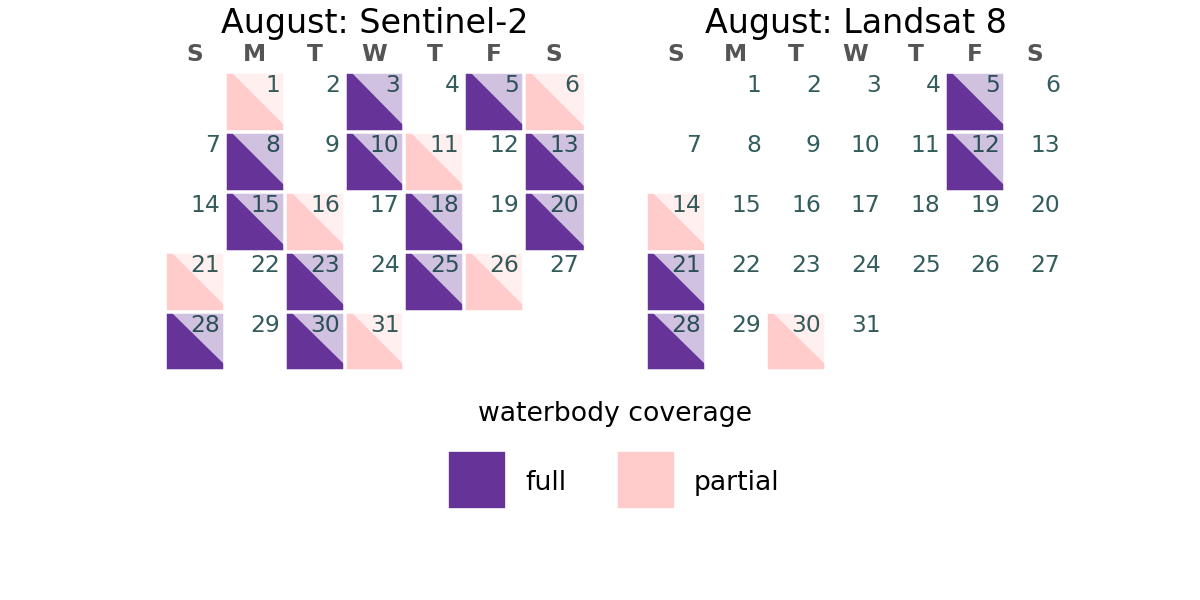 August: Sentinel-2
S M T W T F S
1 2 3 4 5 6
7 8 9 10 11 12 13
14 15 16 17 18 19 20
21 22 23 24 25 26 27
28 29 30 31
August: Landsat 8
S M T W T F S
1 2 3 4 5 6
7 8 9 10 11 12 13
14 15 16 17 18 19 20
21 22 23 24 25 26 27
28 29 30 31
waterbody coverage
full partial